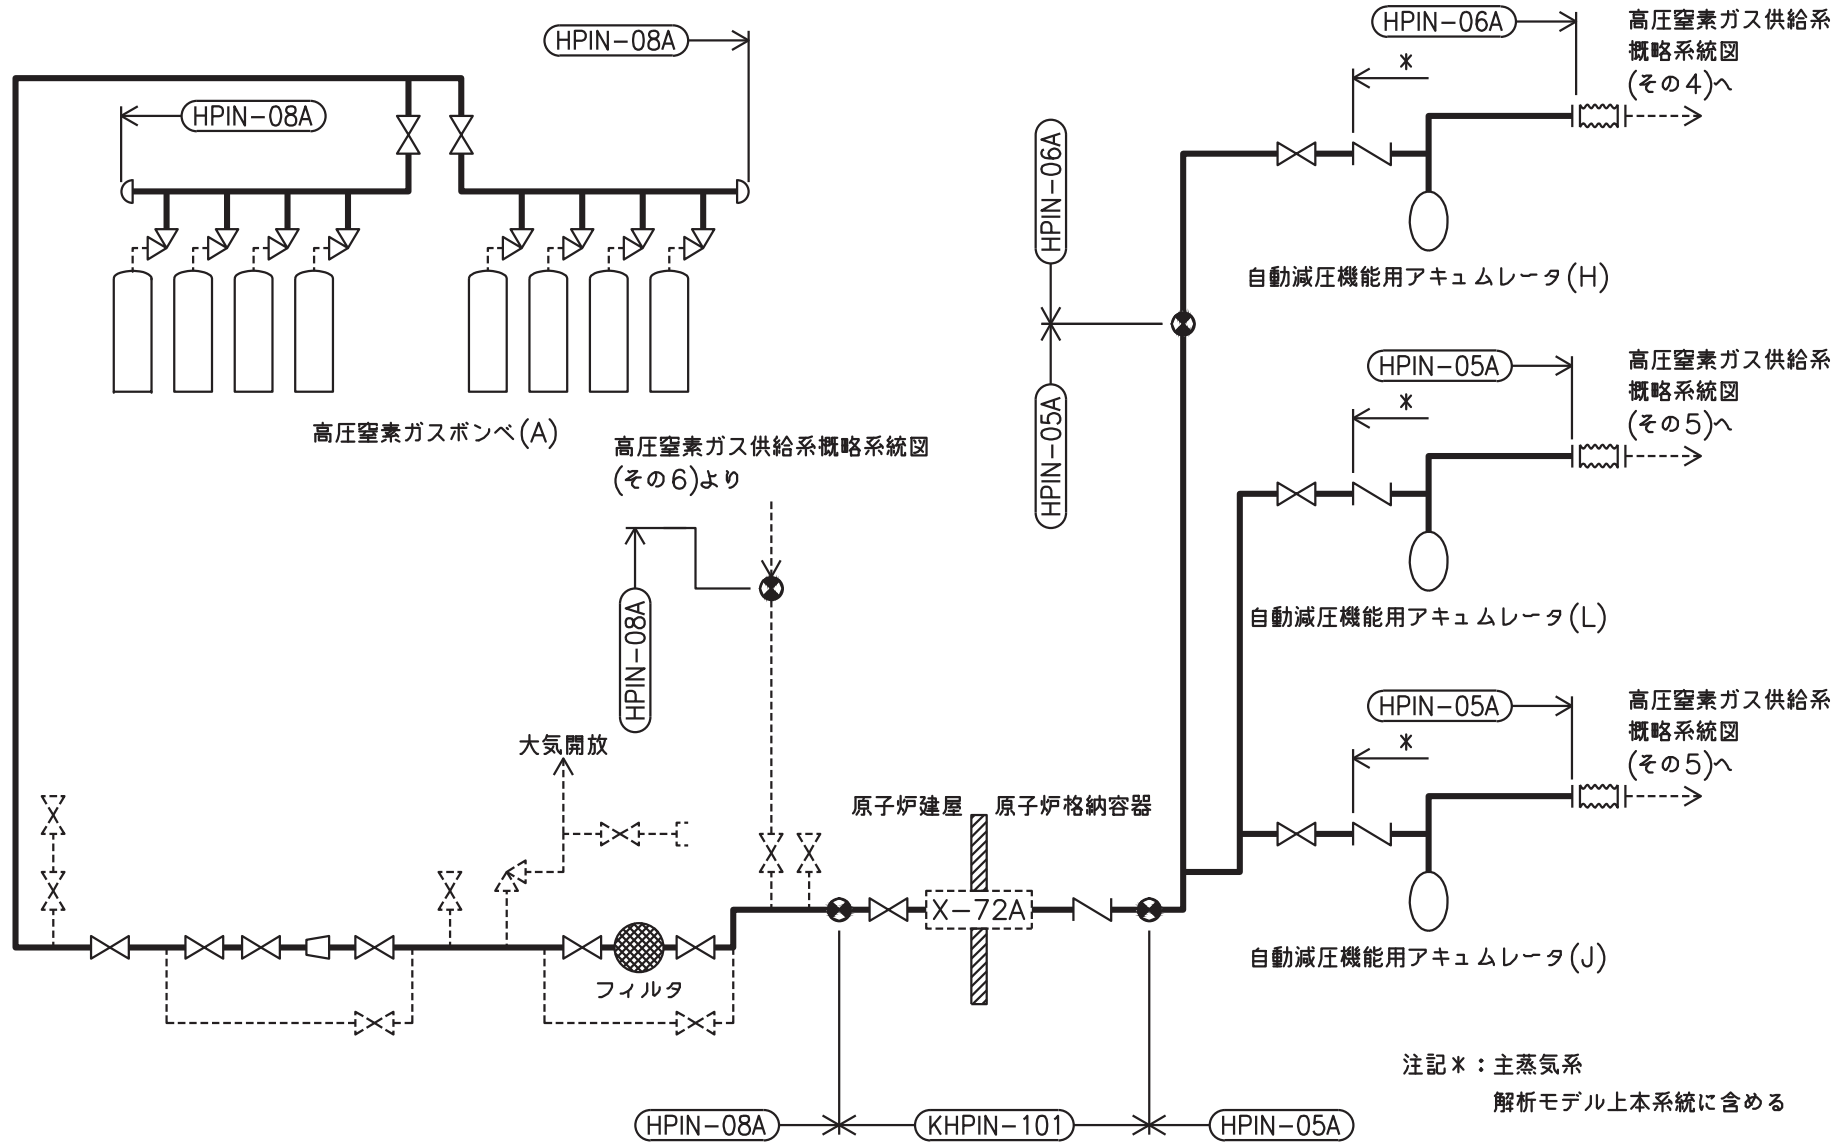 HPIN-06A
高圧窒素ガス供給系
概略系統図
(その4)へ
HPIN-08A
*
HPIN-08A
HPIN-06A
自動減圧機能用アキュムレータ(H)
HPIN-05A
高圧窒素ガス供給系
概略系統図
(その5)へ
*
HPIN-05A
高圧窒素ガスボンベ(A)
高圧窒素ガス供給系概略系統図
(その6)より
HPIN-08A
自動減圧機能用アキュムレータ(L)
HPIN-05A
高圧窒素ガス供給系
概略系統図
(その5)へ
*
大気開放
原子炉建屋
原子炉格納容器
X-72A
自動減圧機能用アキュムレータ(J)
フィルタ
注記*:主蒸気系
解析モデル上本系統に含める
HPIN-08A
KHPIN-101
HPIN-05A